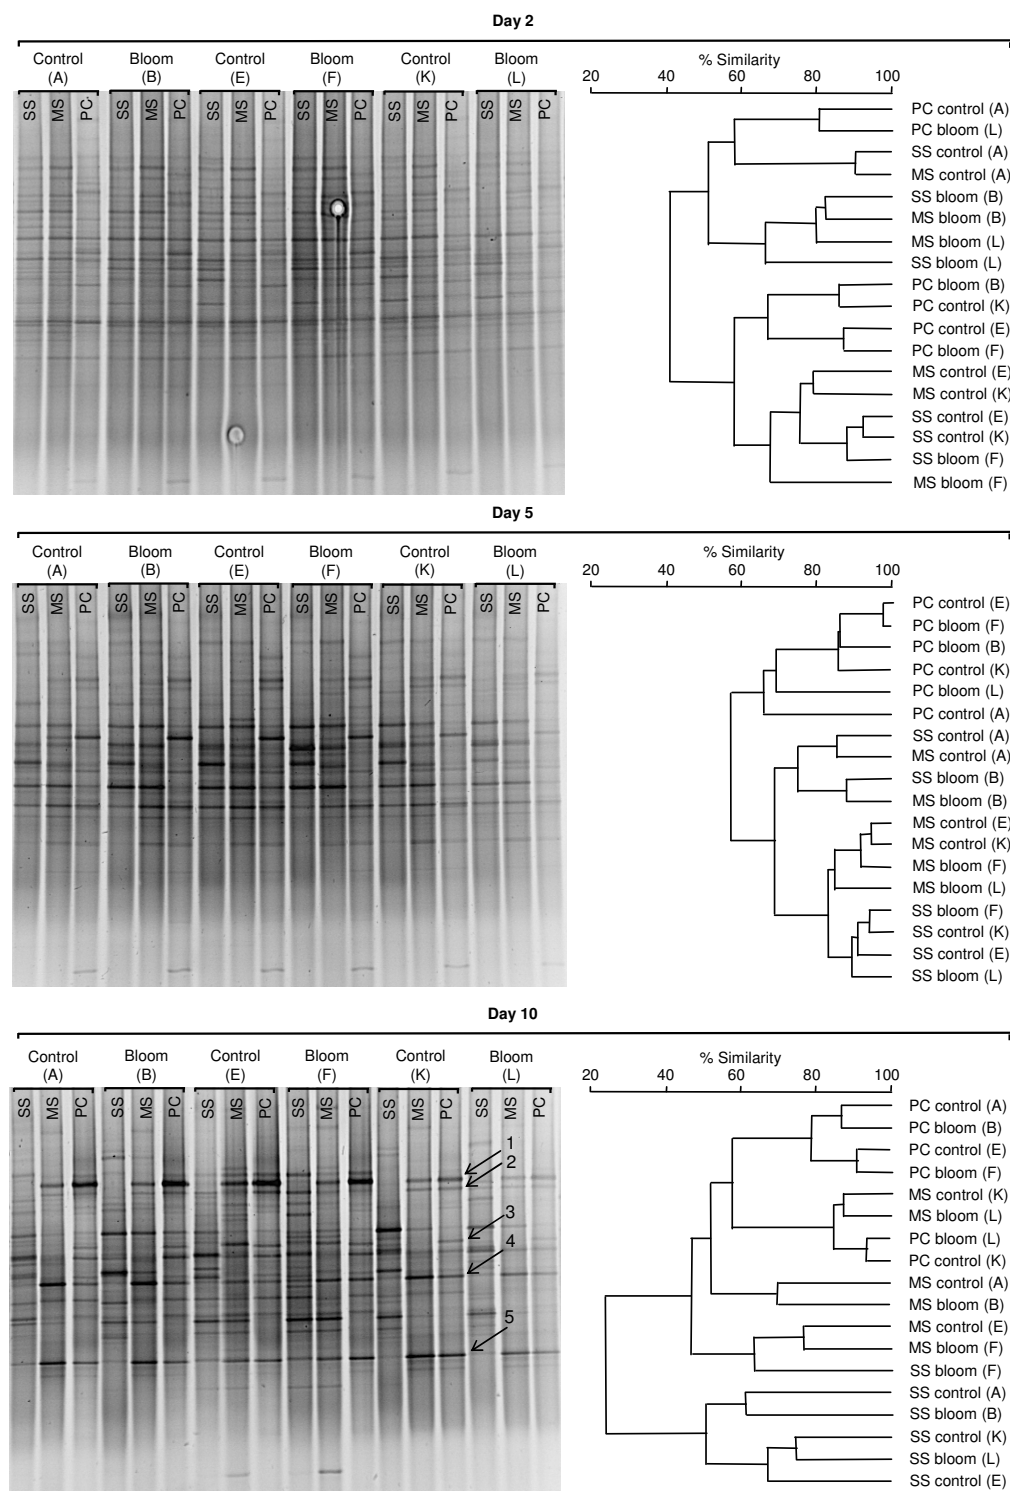 Day 2
Control Bloom Control Bloom Control Bloom
(A) (B) (E) (F) (K) (L)
SS MS PC SS MS PC SS MS PC SS MS PC SS MS PC SS MS PC
% Similarity
20 40 60 80 100
PC control (A)
PC bloom (L)
SS control (A)
MS control (A)
SS bloom (B)
MS bloom (B)
MS bloom (L)
SS bloom (L)
PC bloom (B)
PC control (K)
PC control (E)
PC bloom (F)
MS control (E)
MS control (K)
SS control (E)
SS control (K)
SS bloom (F)
MS bloom (F)
Day 5
Control Bloom Control Bloom Control Bloom
(A) (B) (E) (F) (K) (L)
SS MS PC SS MS PC SS MS PC SS MS PC SS MS PC SS MS PC
% Similarity
20 40 60 80 100
PC control (E)
PC bloom (F)
PC bloom (B)
PC control (K)
PC bloom (L)
PC control (A)
SS control (A)
MS control (A)
SS bloom (B)
MS bloom (B)
MS control (E)
MS control (K)
MS bloom (F)
MS bloom (L)
SS bloom (F)
SS control (K)
SS control (E)
SS bloom (L)
Day 10
Control Bloom Control Bloom Control Bloom
(A) (B) (E) (F) (K) (L)
SS MS PC SS MS PC SS MS PC SS MS PC SS MS PC SS MS PC
1
2
3
4
5
% Similarity
20 40 60 80 100
PC control (A)
PC bloom (B)
PC control (E)
PC bloom (F)
MS control (K)
MS bloom (L)
PC bloom (L)
PC control (K)
MS control (A)
MS bloom (B)
MS control (E)
MS bloom (F)
SS bloom (F)
SS control (A)
SS bloom (B)
SS control (K)
SS bloom (L)
SS control (E)